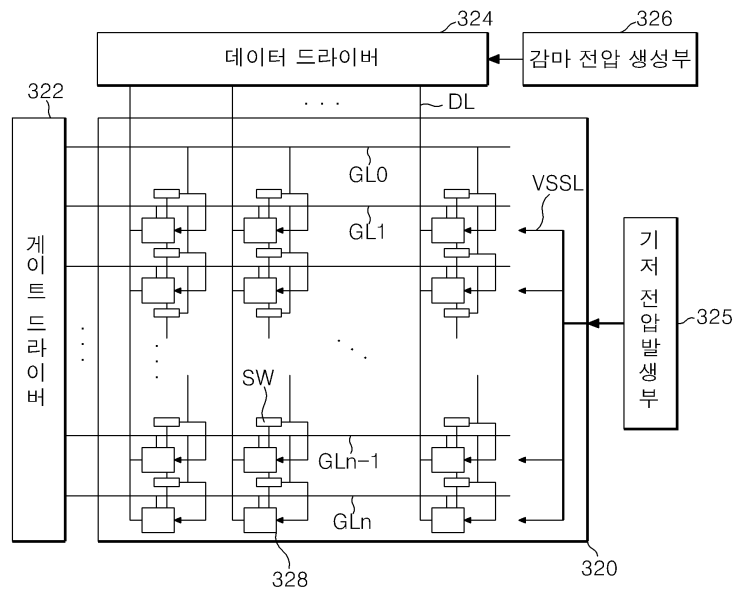 324
326
데이터 드라이버
감마 전압 생성부
322
. . .
DL
GL0
VSSL
GL1
게이트 드라이버
기저 전압발생부
325
SW
GLn-1
GLn
328
320